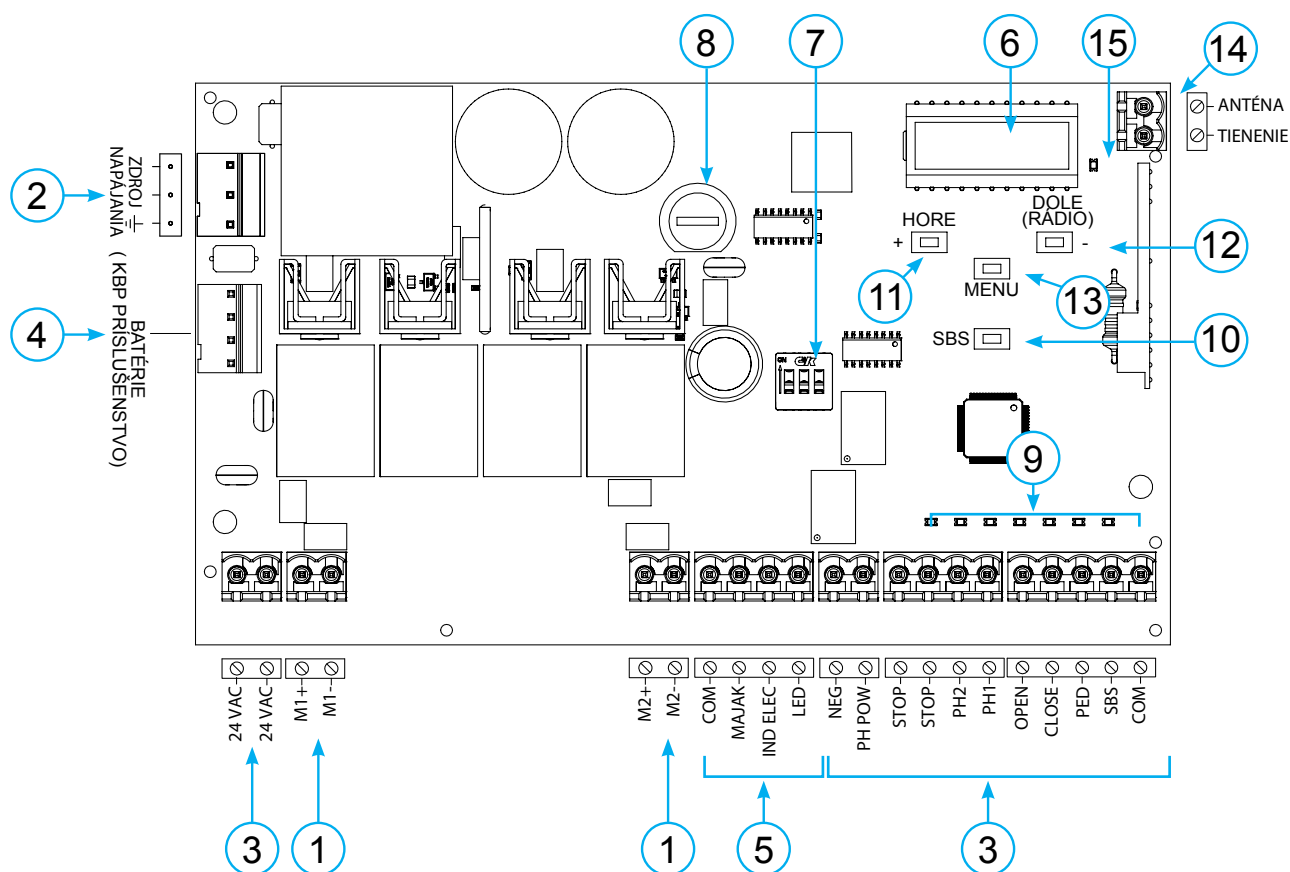 8
7
6
15
14
ANTÉNA
TIENENIE
2
ZDROJ
NAPÁJANIA
4
BATÉRIE
( KBP PRÍSLUŠENSTVO)
HORE
+
DOLE
(RÁDIO)
-
12
11
MENU
13
SBS
10
ON
9
24 VAC
24 VAC
M1+
M1-
M2+
M2-
COM
MAJAK
IND ELEC
LED
NEG
PH POW
STOP
STOP
PH2
PH1
OPEN
CLOSE
PED
SBS
COM
3
1
1
5
3